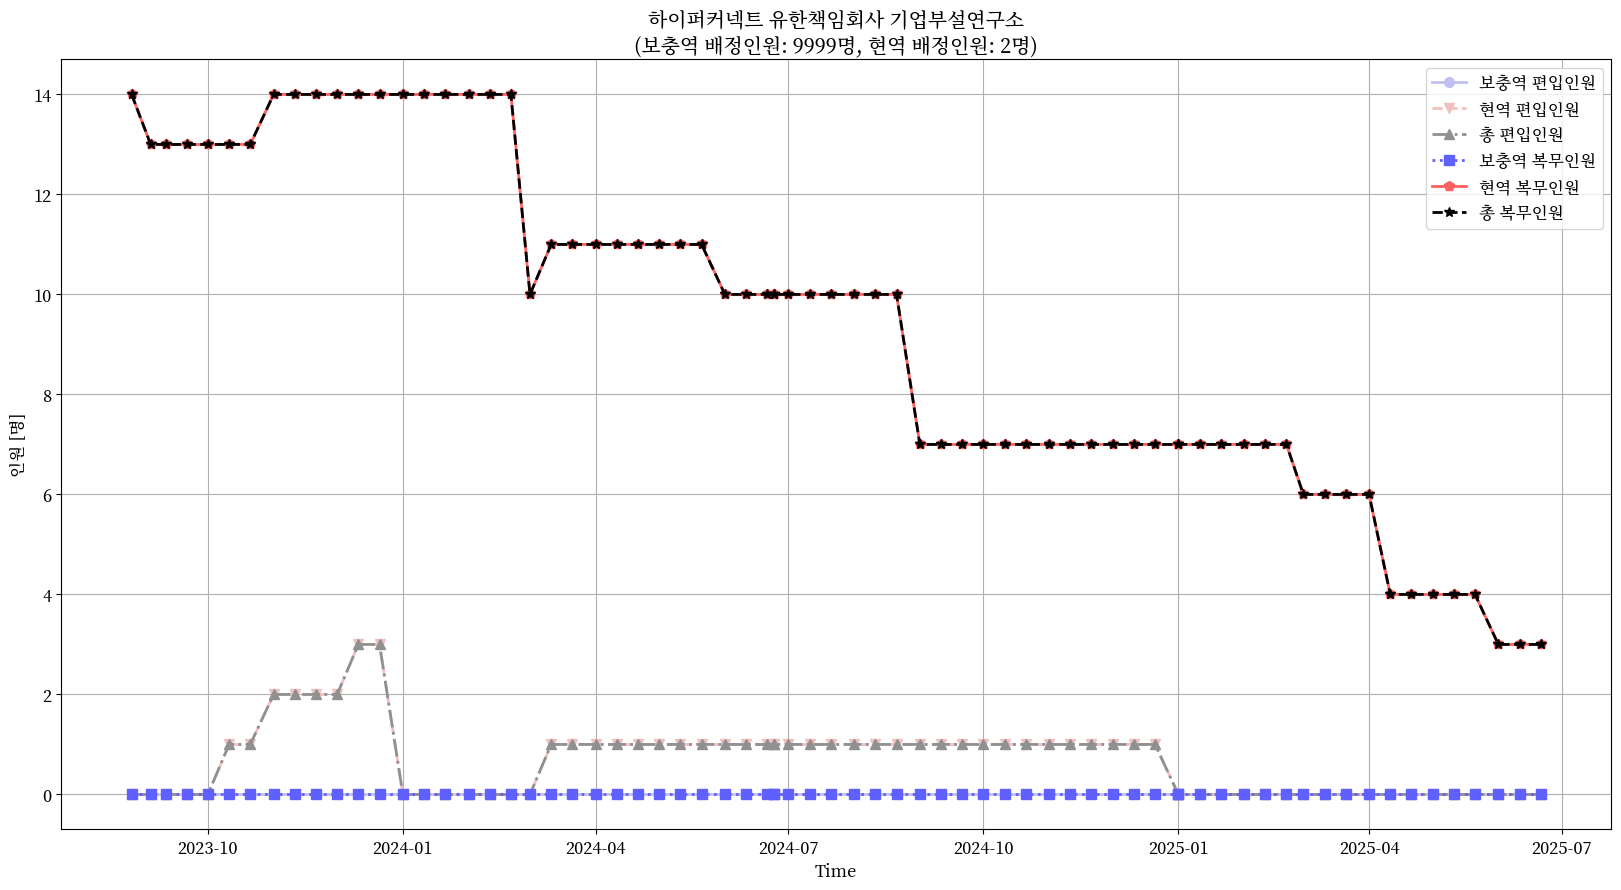 하이퍼커넥트 유한책임회사 기업부설연구소
(보충역 배정인원: 9999명, 현역 배정인원: 2명)
보충역 편입인원
현역 편입인원
총 편입인원
보충역 복무인원
현역 복무인원
총 복무인원
인원 [명]
14
12
10
8
6
4
2
0
2023-10
2024-01
2024-04
2024-07
2024-10
2025-01
2025-04
2025-07
Time